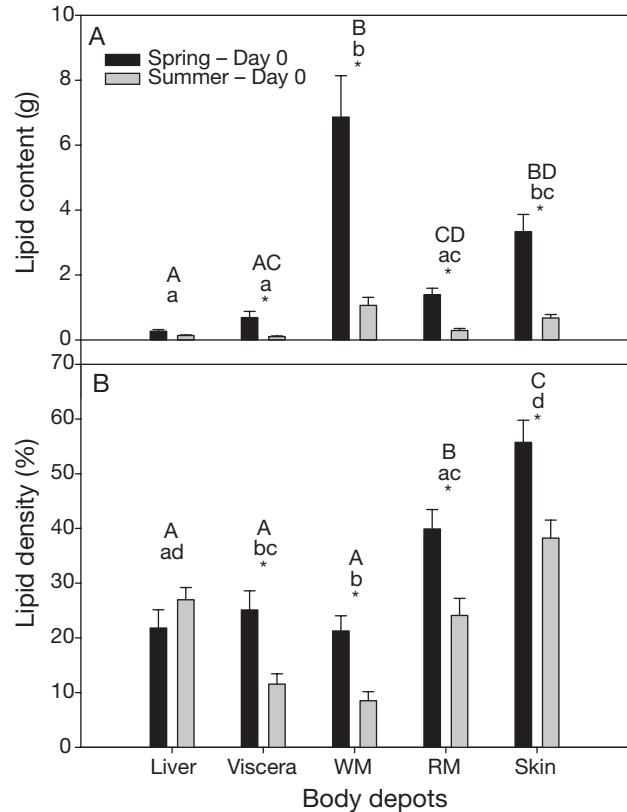 A
Spring – Day 0
Summer – Day 0
Lipid content (g)
10
8
6
4
2
0
A
a
AC
a
*
B
b
*
CD
ac
*
BD
bc
*
B
Lipid density (%)
70
60
50
40
30
20
10
0
A
ad
A
bc
*
A
b
*
B
ac
*
C
d
*
Liver Viscera WM RM Skin
Body depots